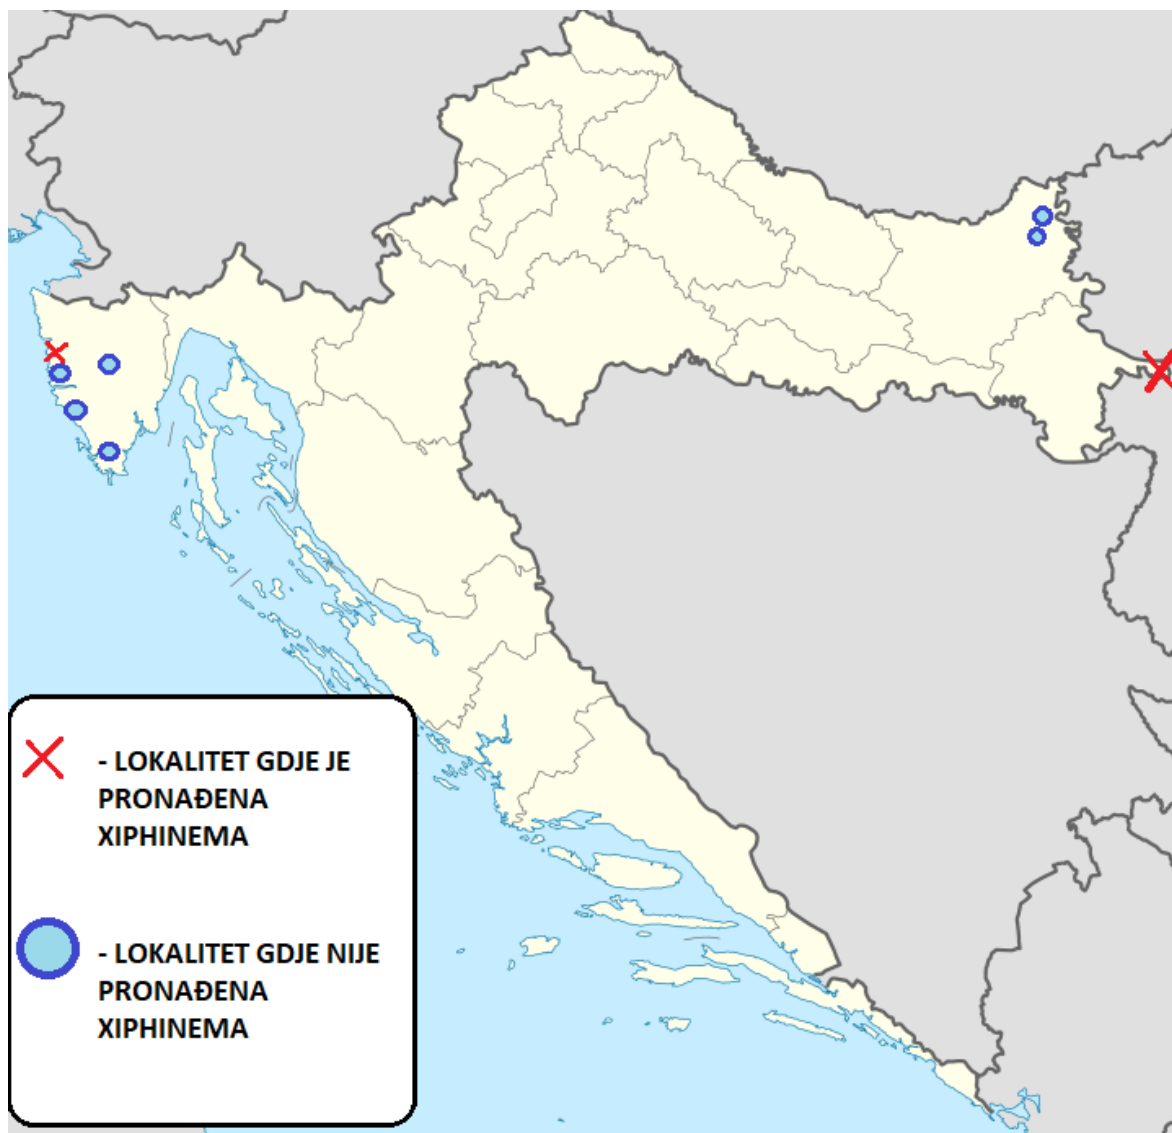 - LOKALITET GDJE JE
PRONAĐENA
XIPHINEMA
- LOKALITET GDJE NIJE
PRONAĐENA
XIPHINEMA